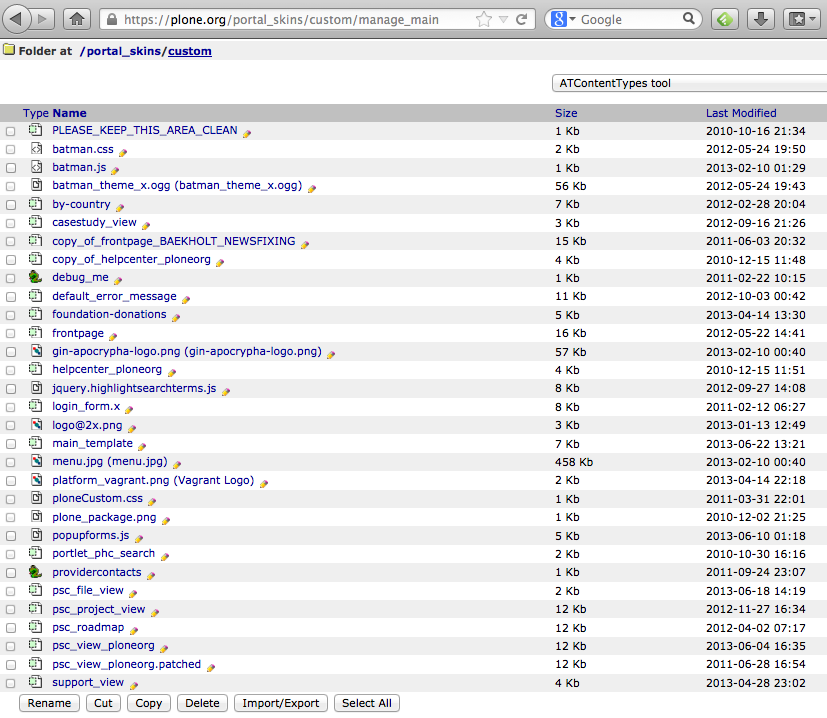 https://plone.org/portal_skins/custom/manage_main
Google
Folder at /portal_skins/custom
ATContentTypes tool
Type Name Size Last Modified
PLEASE_KEEP_THIS_AREA_CLEAN 1 Kb 2010-10-16 21:34
batman.css 2 Kb 2012-05-24 19:50
batman.js 1 Kb 2013-02-10 01:29
batman_theme_x.ogg (batman_theme_x.ogg) 56 Kb 2012-05-24 19:43
by-country 7 Kb 2012-02-28 20:04
casestudy_view 3 Kb 2012-09-16 21:26
copy_of_frontpage_BAEKHOLT_NEWSFIXING 15 Kb 2011-06-03 20:32
copy_of_helpcenter_ploneorg 4 Kb 2010-12-15 11:48
debug_me 1 Kb 2011-02-22 10:15
default_error_message 11 Kb 2012-10-03 00:42
foundation-donations 5 Kb 2013-04-14 13:30
frontpage 16 Kb 2012-05-22 14:41
gin-apocrypha-logo.png (gin-apocrypha-logo.png) 57 Kb 2013-02-10 00:40
helpcenter_ploneorg 4 Kb 2010-12-15 11:51
jquery.highlightsearchterms.js 8 Kb 2012-09-27 14:08
login_form.x 8 Kb 2011-02-12 06:27
logo@2x.png 3 Kb 2013-01-13 12:49
main_template 7 Kb 2013-06-22 13:21
menu.jpg (menu.jpg) 458 Kb 2013-02-10 00:40
platform_vagrant.png (Vagrant Logo) 2 Kb 2013-04-14 22:18
ploneCustom.css 1 Kb 2011-03-31 22:01
plone_package.png 1 Kb 2010-12-02 21:25
popupforms.js 5 Kb 2013-06-10 01:18
portlet_phc_search 2 Kb 2010-10-30 16:16
providercontacts 1 Kb 2011-09-24 23:07
psc_file_view 2 Kb 2013-06-18 14:19
psc_project_view 12 Kb 2012-11-27 16:34
psc_roadmap 12 Kb 2012-04-02 07:17
psc_view_ploneorg 12 Kb 2013-06-04 16:35
psc_view_ploneorg.patched 12 Kb 2011-06-28 16:54
support_view 4 Kb 2013-04-28 23:02
Rename Cut Copy Delete Import/Export Select All